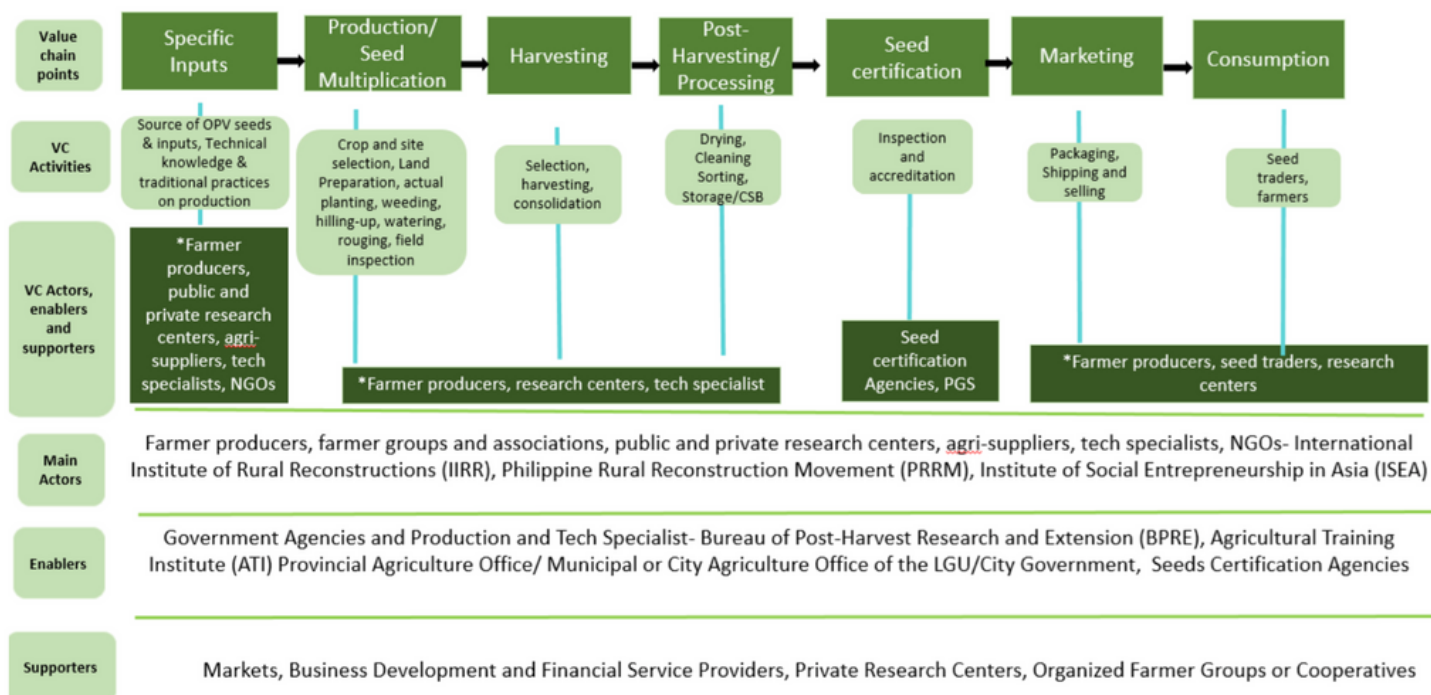 Value
chain
points
Specific
Inputs
Production/
Seed
Multiplication
Harvesting
Post-
Harvesting/
Processing
Seed
certification
Marketing
Consumption
VC
Activities
Source of OPV seeds
& inputs, Technical
knowledge &
traditional practices
on production
Crop and site
selection, Land
Preparation, actual
planting, weeding,
hilling-up, watering,
rouging, field
inspection
Selection,
harvesting,
consolidation
Drying,
Cleaning
Sorting,
Storage/CSB
Inspection
and
accreditation
Packaging,
Shipping and
selling
Seed
traders,
farmers
VC Actors,
enablers
and
supporters
*Farmer
producers,
public and
private research
centers, agri-
suppliers, tech
specialists, NGOs
*Farmer producers, research centers, tech specialist
Seed
certification
Agencies, PGS
*Farmer producers, seed traders, research
centers
Main
Actors
Farmer producers, farmer groups and associations, public and private research centers, agri-suppliers, tech specialists, NGOs- International
Institute of Rural Reconstructions (IIRR), Philippine Rural Reconstruction Movement (PRRM), Institute of Social Entrepreneurship in Asia (ISEA)
Enablers
Government Agencies and Production and Tech Specialist- Bureau of Post-Harvest Research and Extension (BPRE), Agricultural Training
Institute (ATI) Provincial Agriculture Office/ Municipal or City Agriculture Office of the LGU/City Government, Seeds Certification Agencies
Supporters
Markets, Business Development and Financial Service Providers, Private Research Centers, Organized Farmer Groups or Cooperatives